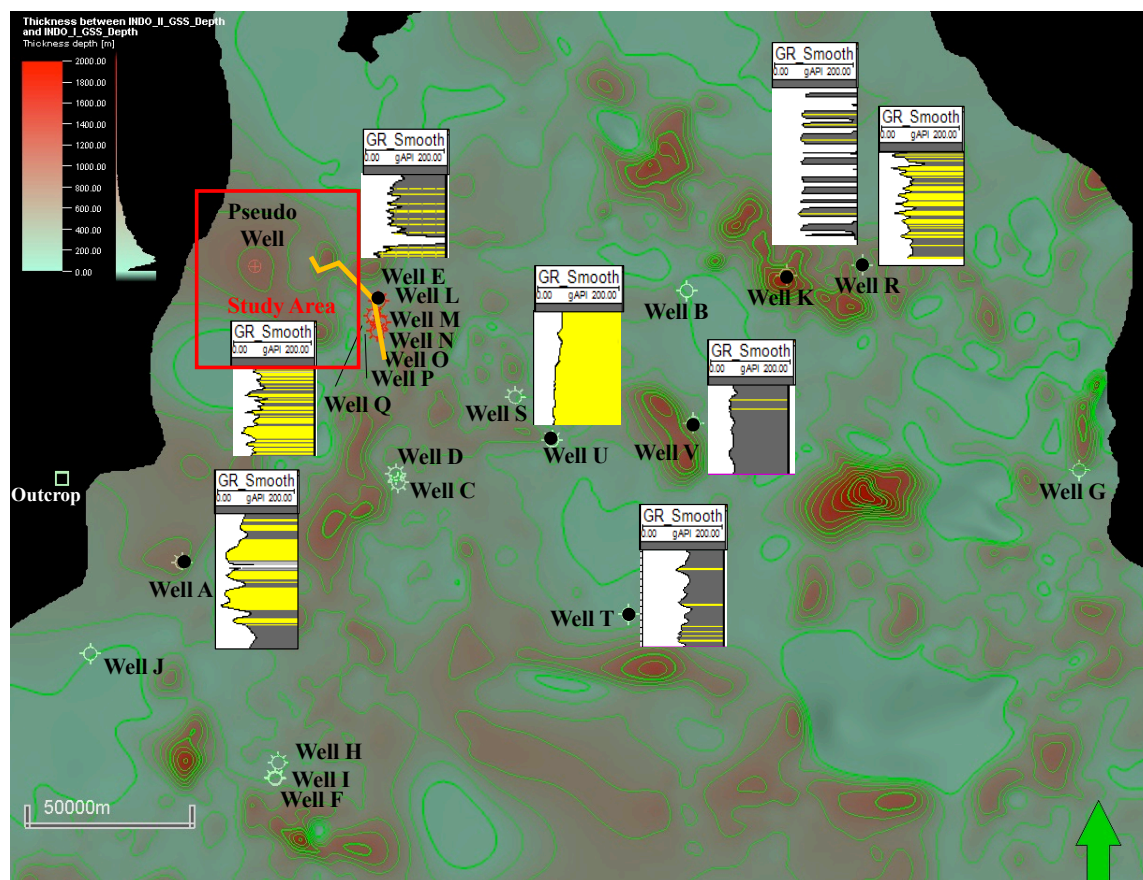 Thickness between INDO_II_GSS_Depth
and INDO_I_GSS_Depth
Thickness depth [m]
2000.00
1800.00
1600.00
1400.00
1200.00
1000.00
800.00
600.00
400.00
200.00
0.00
GR_Smooth
0.00 gAPI 200.00
GR_Smooth
0.00 gAPI 200.00
GR_Smooth
0.00 gAPI 200.00
Pseudo
Well
Study Area
Well E
Well L
Well M
Well N
Well O
Well P
Well Q
GR_Smooth
0.00 gAPI 200.00
GR_Smooth
0.00 gAPI 200.00
Well B
Well K
Well R
GR_Smooth
0.00 gAPI 200.00
Well S
Well U
Well V
Well D
Well C
Well G
Outcrop
GR_Smooth
0.00 gAPI 200.00
GR_Smooth
0.00 gAPI 200.00
Well A
Well T
Well J
Well H
Well I
Well F
50000m